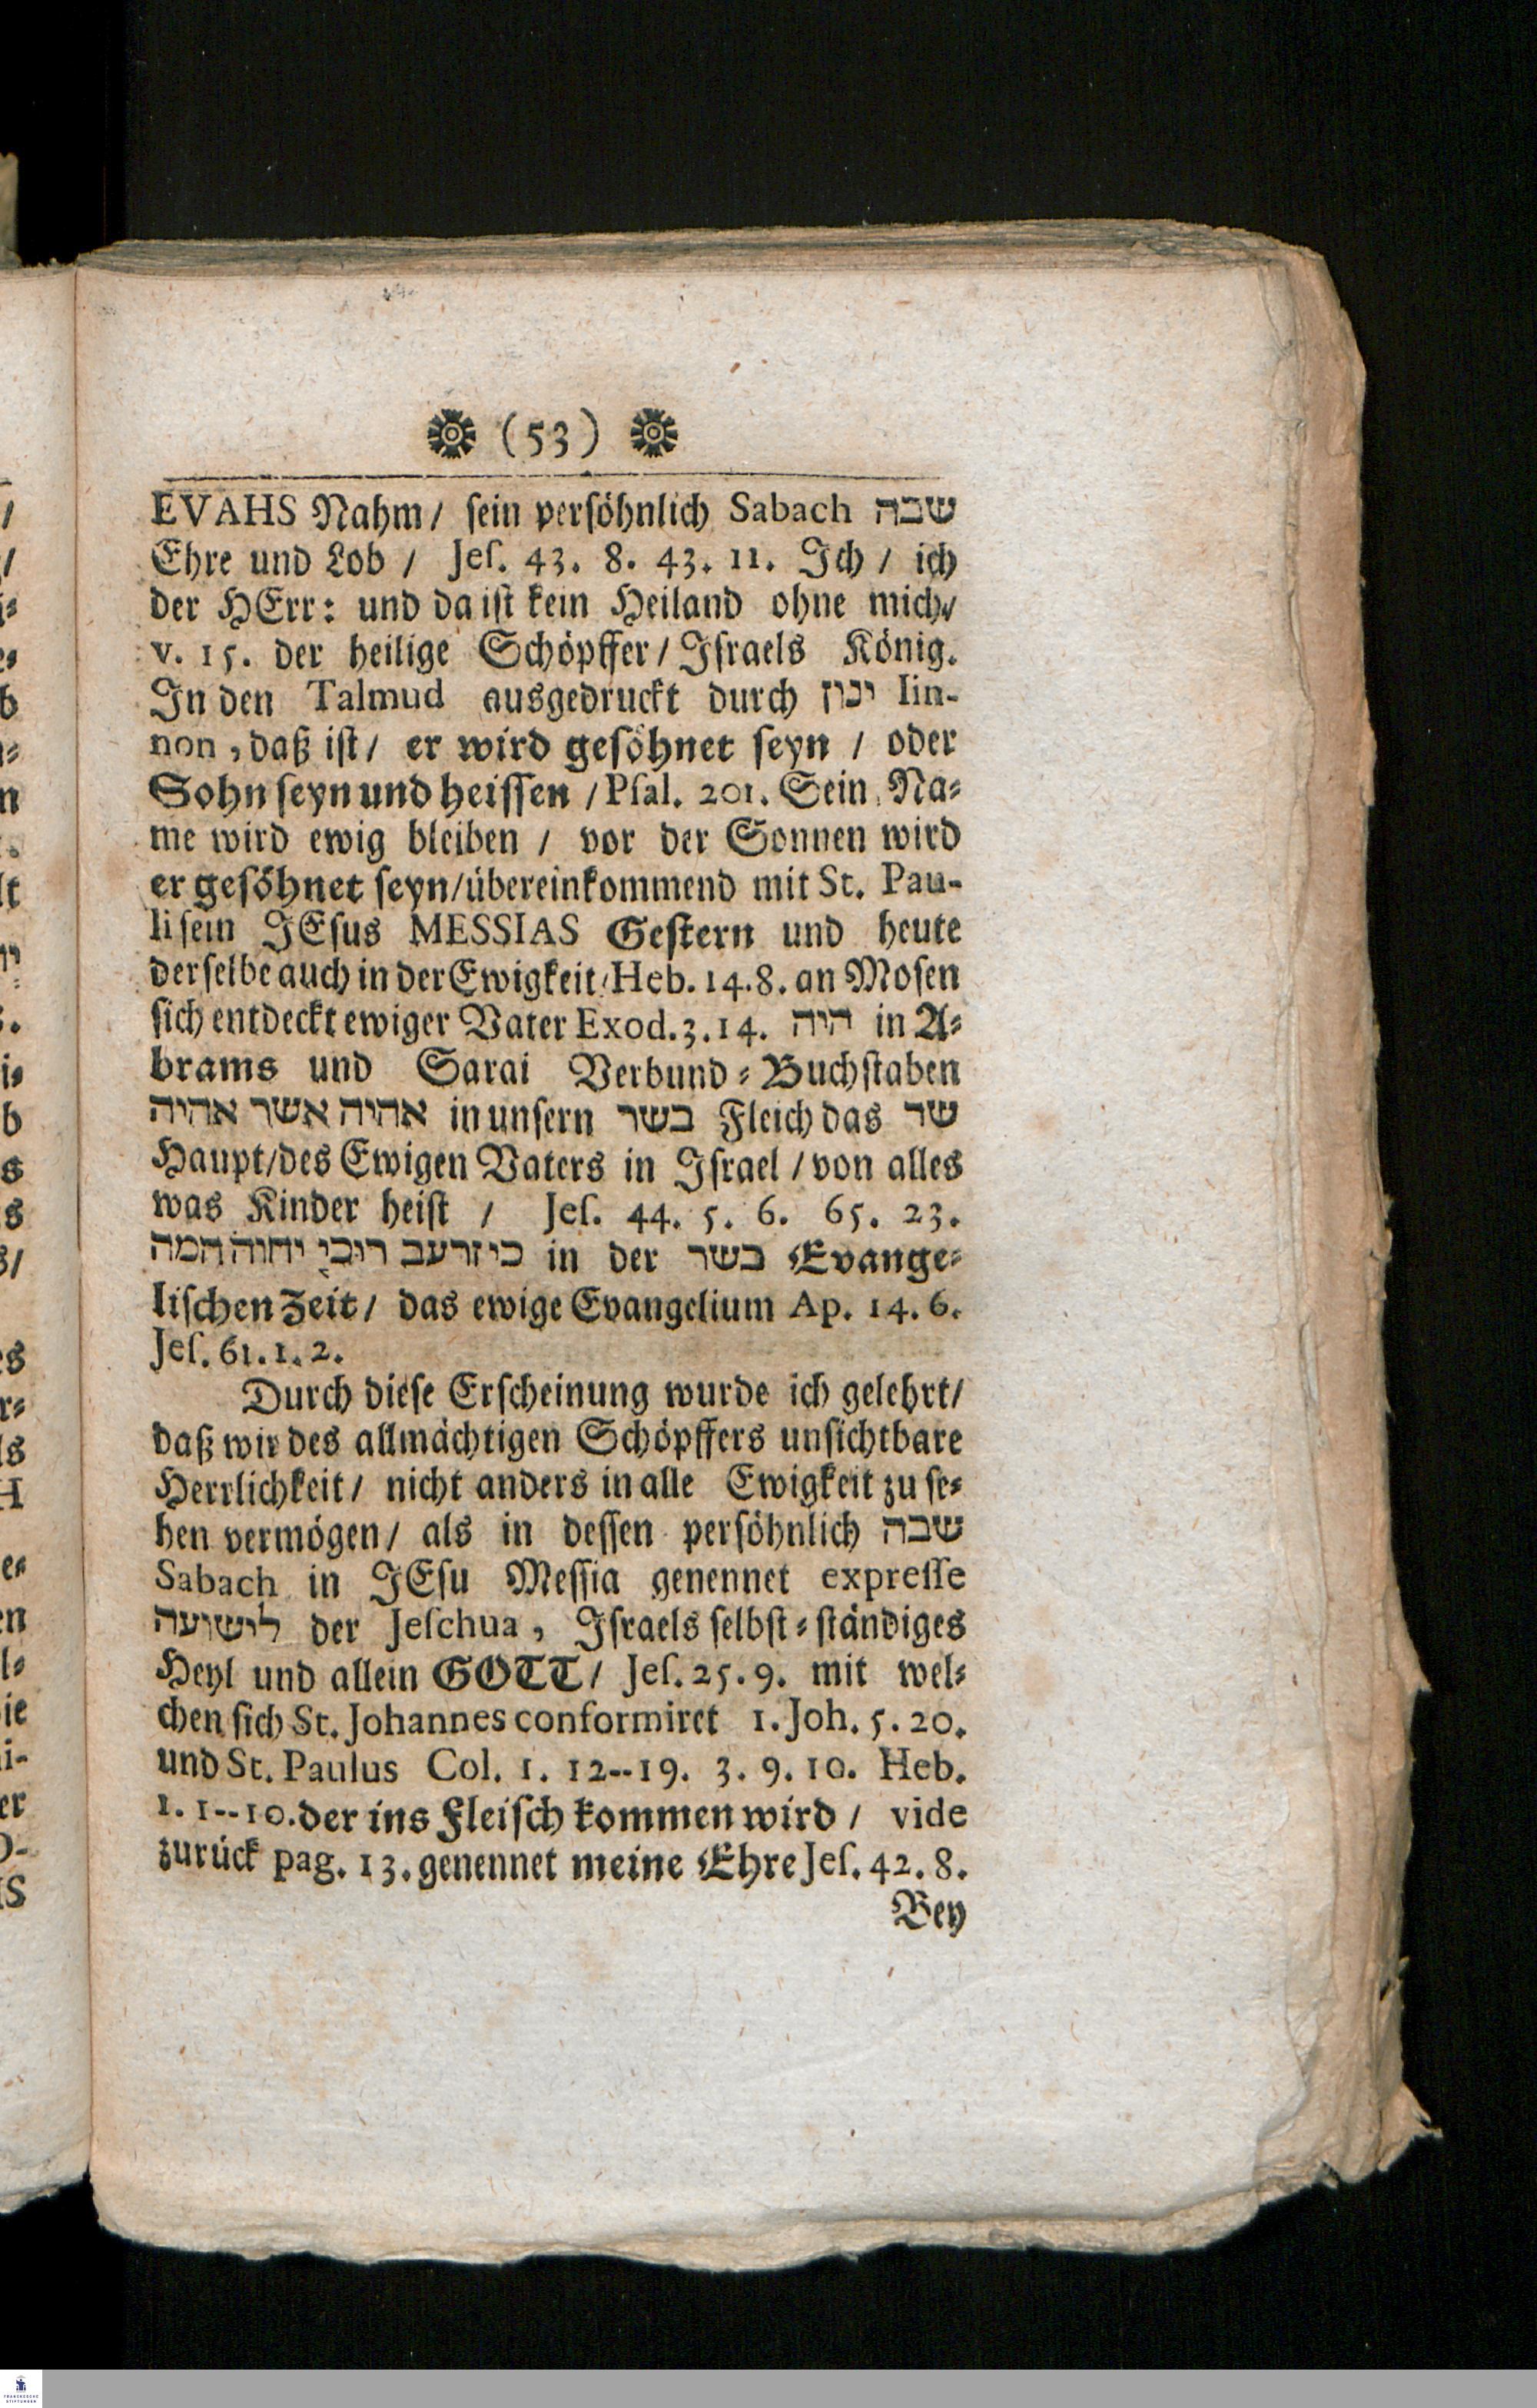 (53)
EVAHS Nahm/ sein persöhnlich Sabach שבה
Ehre und Lob / Jeſ. 43. 8. 43. 11. Ich / ich
der HErr: und da iſt kein Heiland ohne mich/
v. 15. der heilige Schöpffer/ Iſraels König.
In den Talmud ausgedruckt durch יכון Iin-
non, daß iſt/ er wird geſöhnet ſeyn / oder
Sohn ſeyn und heiſſen /Pſal. 201. Sein Na⸗
me wird ewig bleiben / vor der Sonnen wird
er geſöhnet ſeyn/übereinkommend mit St. Pau-
li ſein JEſus MESSIAS Geſtern und heute
derſelbe auch in der Ewigkeit/Heb. 14.8. an Moſen
ſich entdeckt ewiger Vater Exod.3.14. היה in A⸗
brams und Sarai Verbund⸗Buchſtaben
אהיה אשר אהיה in unſern בשר Fleich das שר
Haupt/des Ewigen Vaters in Iſrael /von alles
was Kinder heiſt / Jeſ. 44. 5. 6. 65. 23.
כי זרעב רוכי יחוה המה in der בשר Evange⸗
liſchen Zeit/ das ewige Evangelium Ap. 14. 6.
Jeſ. 61. 1. 2.
Durch dieſe Erſcheinung wurde ich gelehrt/
daß wir des allmächtigen Schöpffers unſichtbare
Herrlichkeit/ nicht anders in alle Ewigkeit zu ſe⸗
hen vermögen/ als in deſſen perſöhnlich שבה
Sabach in JEſu Meſſia genennet expreſſe
לישועה der Jeſchua, Iſraels ſelbſt⸗ſtändiges
Heyl und allein GOTT/ Jeſ. 25. 9. mit wel⸗
chen ſich St. Johannes conformiret 1. Joh. 5. 20.
und St. Paulus Col. 1. 12--19. 3. 9. 10. Heb.
1. 1--10. der ins Fleiſch kommen wird / vide
zurück pag. 13. genennet meine Ehre Jeſ. 42. 8.
Bey